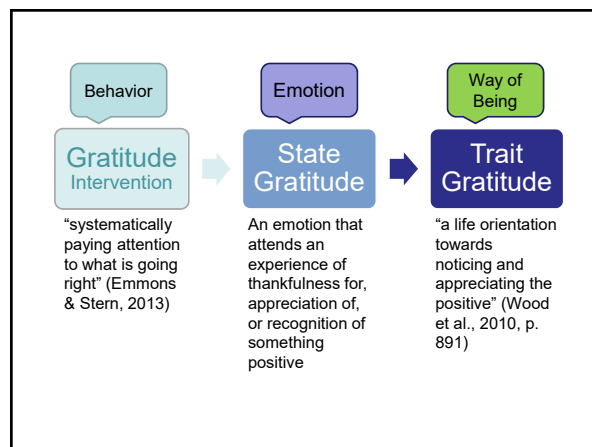 Behavior
Gratitude
Intervention
“systematically
paying attention
to what is going
right” (Emmons
& Stern, 2013)
Emotion
State
Gratitude
An emotion that
attends an
experience of
thankfulness for,
appreciation of,
or recognition of
something
positive
Way of
Being
Trait
Gratitude
“a life orientation
towards
noticing and
appreciating the
positive” (Wood
et al., 2010, p.
891)